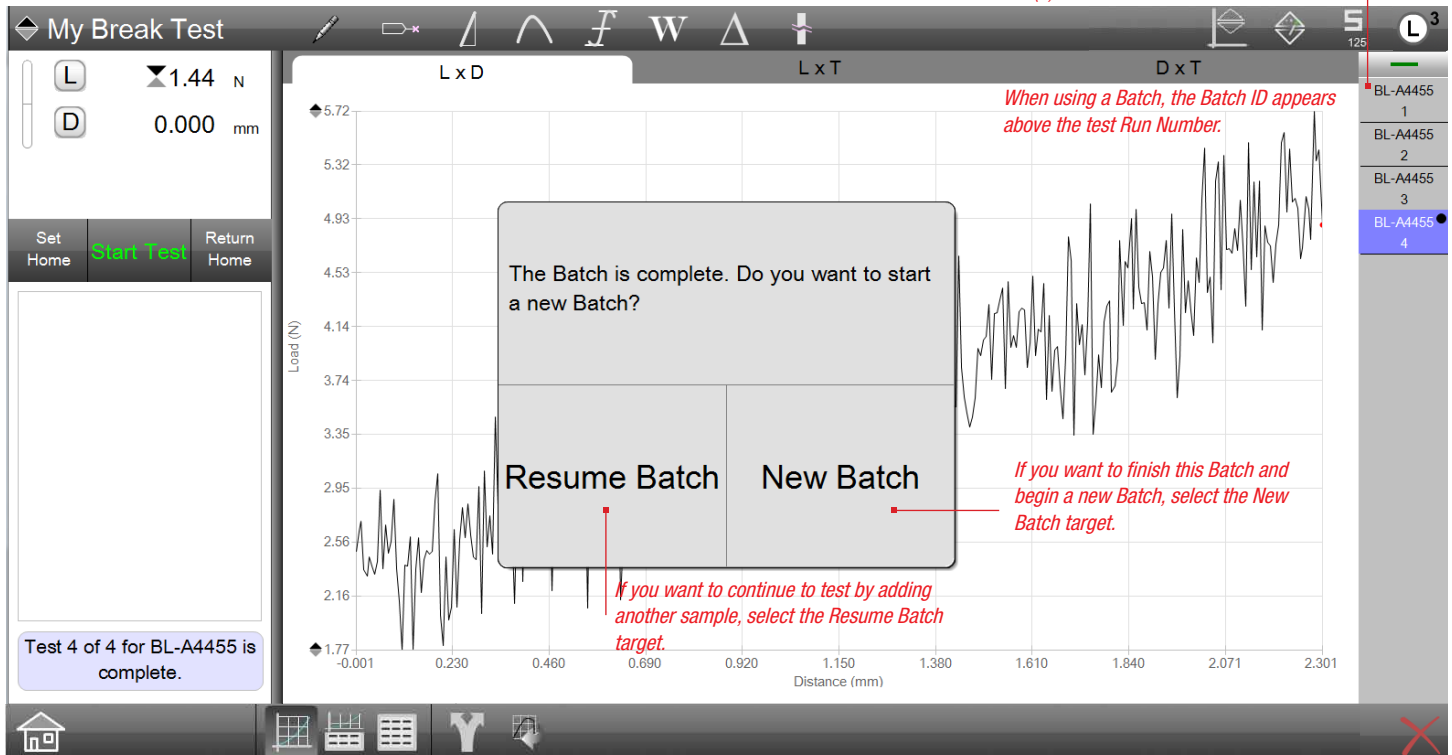 My Break Test
W
5
125
L 3
L
1.44 N
D
0.000 mm
Set Home
Start Test
Return Home
L x D
L x T
D x T
When using a Batch, the Batch ID appears
above the test Run Number.
BL-A4455
1
BL-A4455
2
BL-A4455
3
BL-A4455
4
5.72
5.32
4.93
4.53
4.14
3.74
3.35
2.95
2.56
2.16
1.77
Load (N)
The Batch is complete. Do you want to start
a new Batch?
Resume Batch
New Batch
If you want to finish this Batch and
begin a new Batch, select the New
Batch target.
If you want to continue to test by adding
another sample, select the Resume Batch
target.
-0.001
0.230
0.460
0.690
0.920
1.150
1.380
1.610
1.840
2.071
2.301
Distance (mm)
Test 4 of 4 for BL-A4455 is
complete.